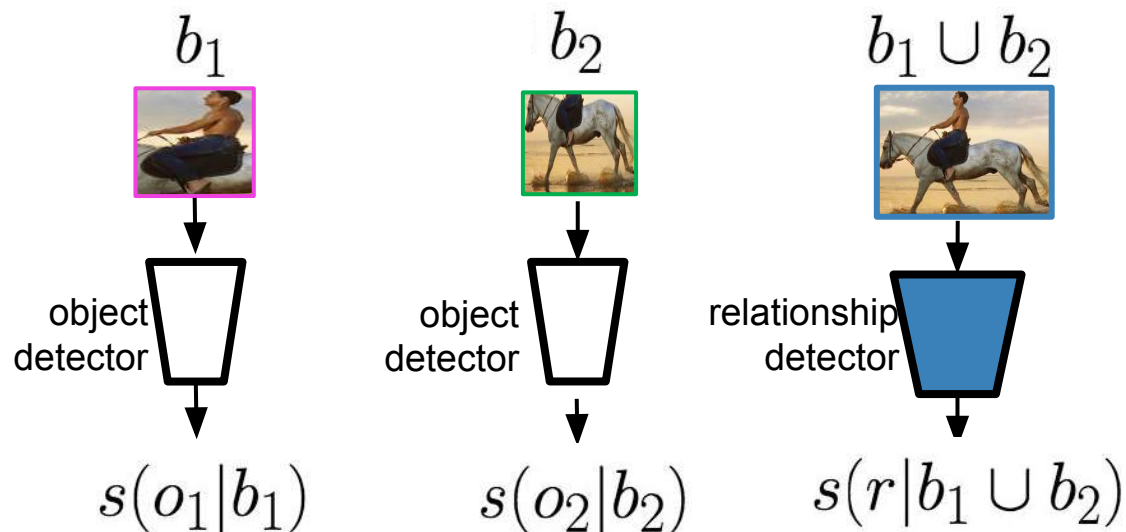 b₁
b₂
b₁ ∪ b₂
object
detector
object
detector
relationship
detector
s(o₁|b₁)
s(o₂|b₂)
s(r|b₁ ∪ b₂)